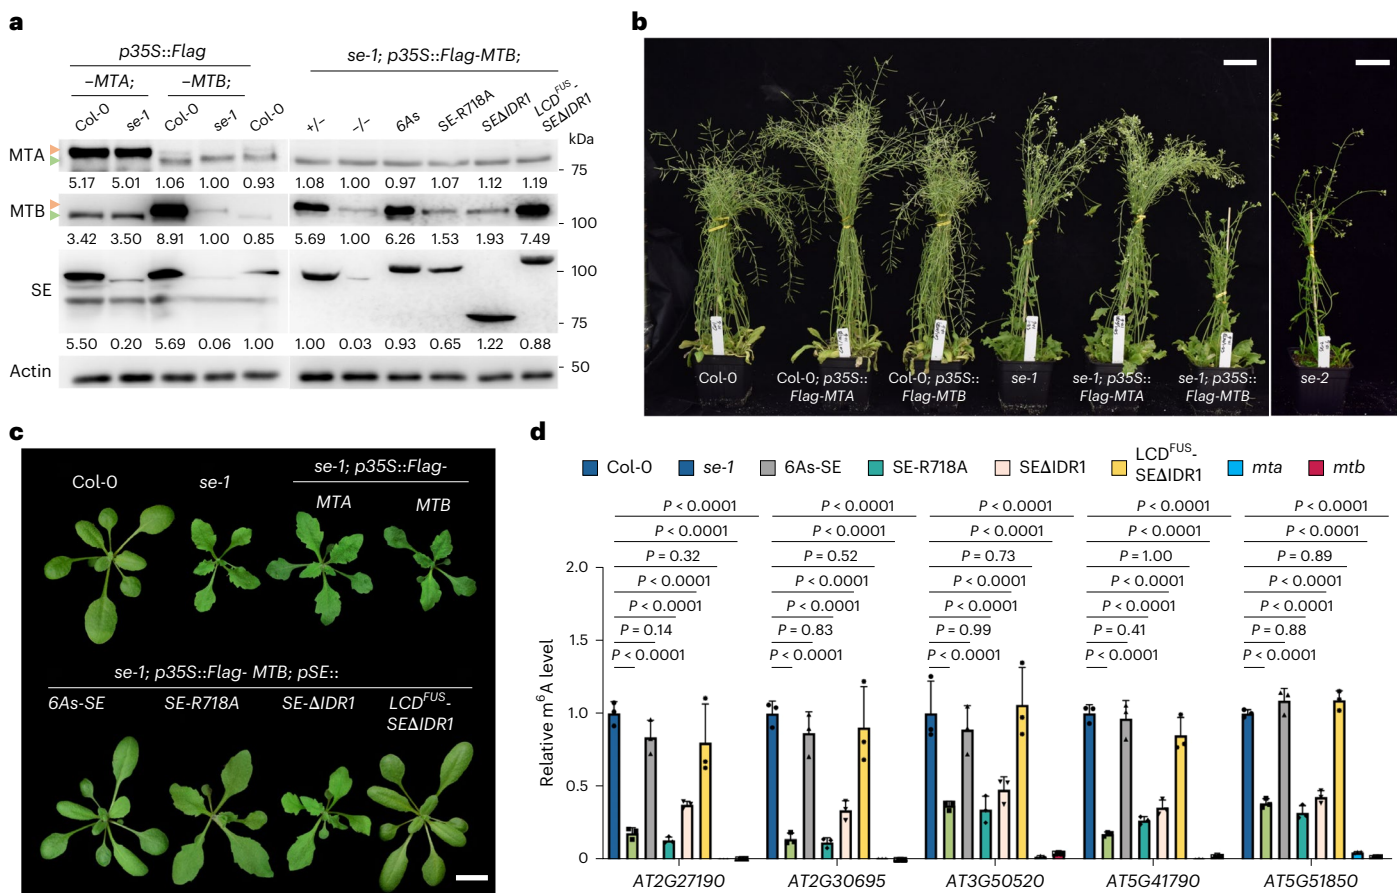 a
p35S::Flag
se-1; p35S::Flag-MTB;
–MTA; –MTB;
Col-0 se-1 Col-0 se-1 Col-0 +/– –/– 6As SE-R718A SEΔIDR1 LCD^FUS-SEΔIDR1
kDa
MTA
75
5.17 5.01 1.06 1.00 0.93 1.08 1.00 0.97 1.07 1.12 1.19
MTB
100
3.42 3.50 8.91 1.00 0.85 5.69 1.00 6.26 1.53 1.93 7.49
100
SE
75
5.50 0.20 5.69 0.06 1.00 1.00 0.03 0.93 0.65 1.22 0.88
50
Actin
b
Col-0
Col-0; p35S::
Flag-MTA
Col-0; p35S::
Flag-MTB
se-1
se-1; p35S::
Flag-MTA
se-1; p35S::
Flag-MTB
se-2
c
Col-0
se-1
se-1; p35S::Flag-
MTA MTB
se-1; p35S::Flag- MTB; pSE::
6As-SE SE-R718A SE-ΔIDR1 LCD^FUS-
SEΔIDR1
d
Col-0 se-1 6As-SE SE-R718A SEΔIDR1 LCD^FUS-
SEΔIDR1
mta mtb
P < 0.0001 P < 0.0001 P < 0.0001 P < 0.0001 P < 0.0001
P < 0.0001 P < 0.0001 P < 0.0001 P < 0.0001 P < 0.0001
P = 0.32 P = 0.52 P = 0.73 P = 1.00 P = 0.89
P < 0.0001 P < 0.0001 P < 0.0001 P < 0.0001 P < 0.0001
P < 0.0001 P < 0.0001 P < 0.0001 P < 0.0001 P < 0.0001
P = 0.14 P = 0.83 P = 0.99 P = 0.41 P = 0.88
P < 0.0001 P < 0.0001 P < 0.0001 P < 0.0001 P < 0.0001
Relative m⁶A level
2.0
1.5
1.0
0.5
0
AT2G27190 AT2G30695 AT3G50520 AT5G41790 AT5G51850